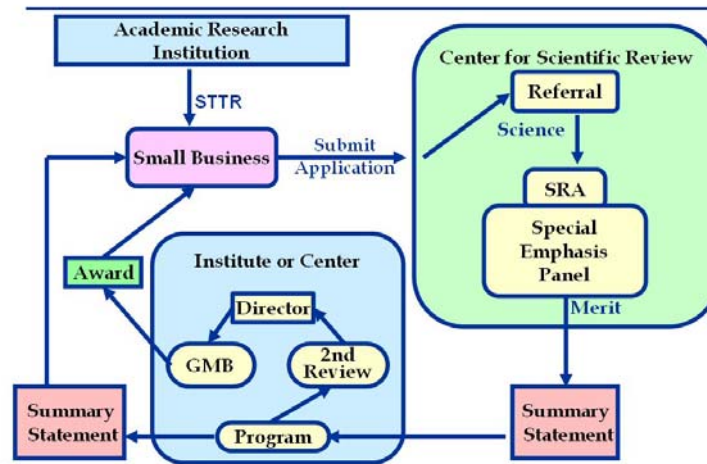 Academic Research
Institution
STTR
Small Business
Submit
Application
Center for Scientific Review
Referral
Science
SRA
Special
Emphasis
Panel
Merit
Award
Institute or Center
Director
GMB
2nd
Review
Program
Summary
Statement
Summary
Statement